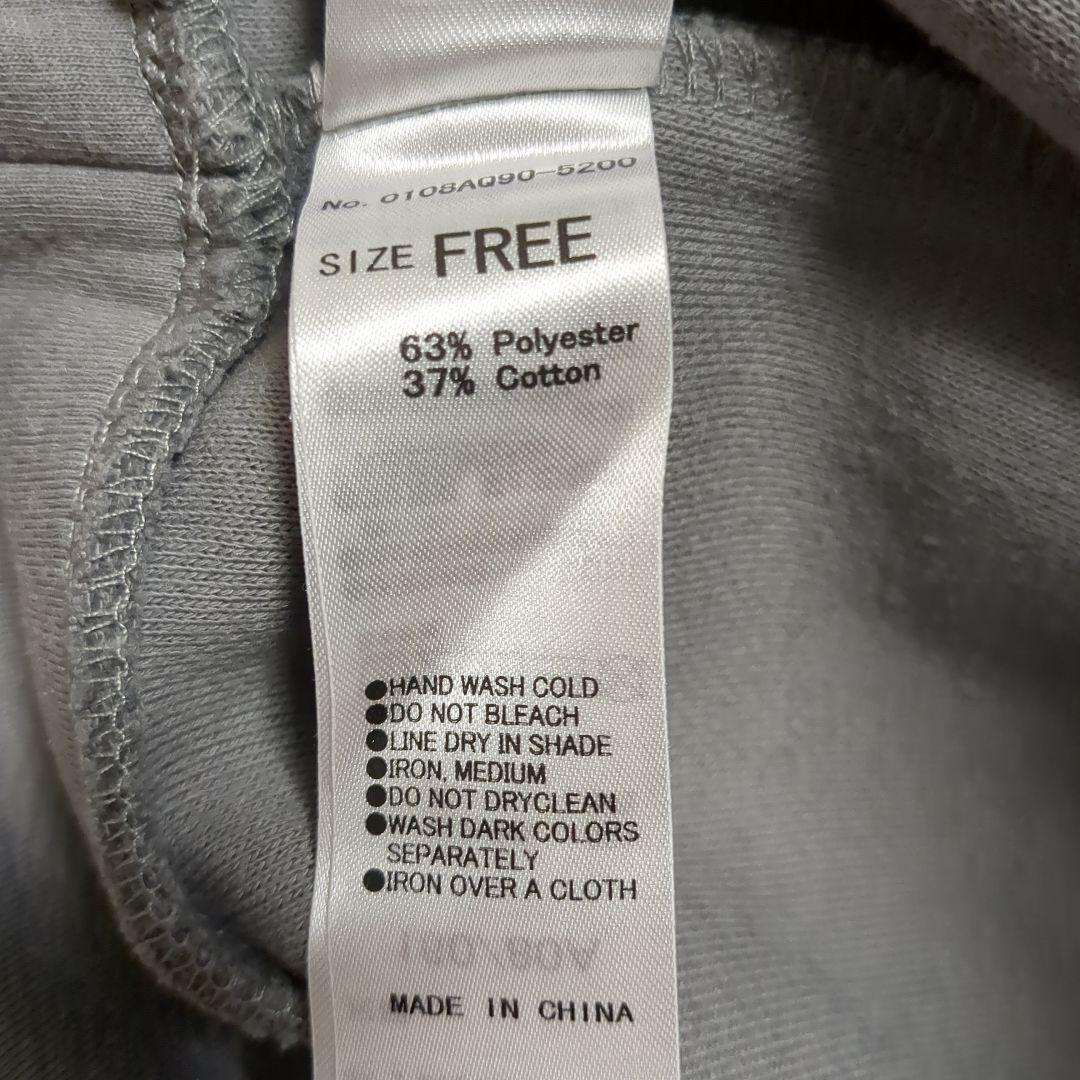 No. 0108AQ90-5200
SIZE FREE
63% Polyester
37% Cotton
●HAND WASH COLD
●DO NOT BLEACH
●LINE DRY IN SHADE
●IRON, MEDIUM
●DO NOT DRYCLEAN
●WASH DARK COLORS
SEPARATELY
●IRON OVER A CLOTH
MADE IN CHINA